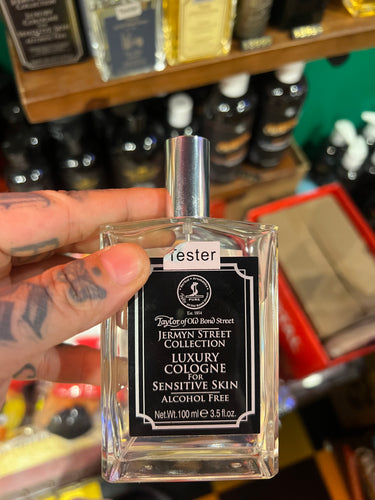 Tester
Est. 1854
Taylor of Old Bond Street
JERMYN STREET
COLLECTION
LUXURY
COLOGNE
FOR
SENSITIVE SKIN
ALCOHOL FREE
Net.Wt. 100 ml ℮ 3.5 fl.oz.